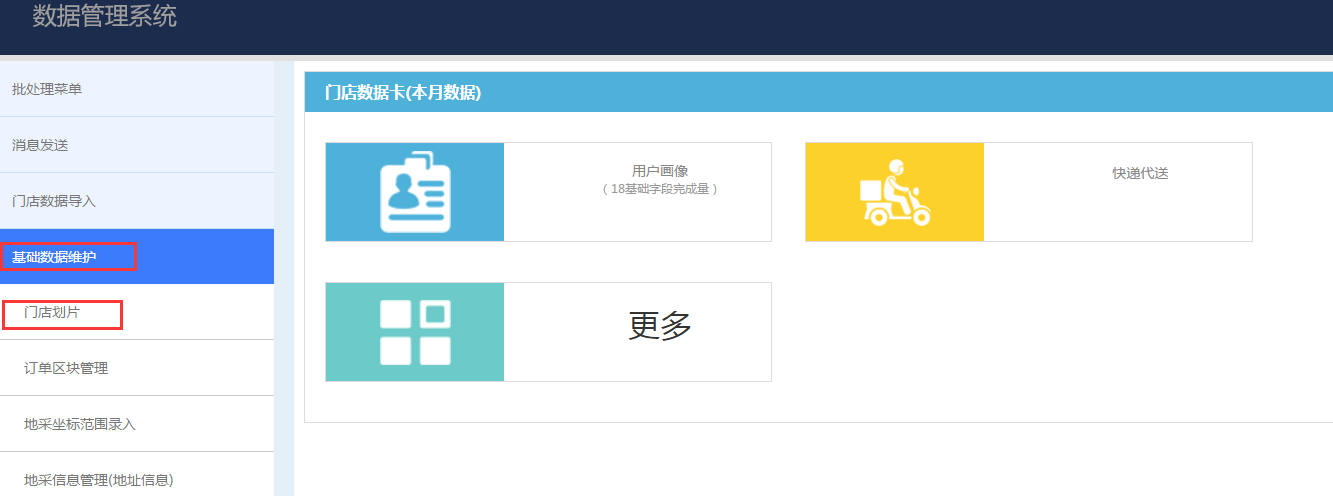 数据管理系统
批处理菜单
消息发送
门店数据导入
基础数据维护
门店划片
订单区块管理
地采坐标范围录入
地采信息管理(地址信息)
门店数据卡(本月数据)
用户画像
（18基础字段完成量）
快递代送
更多